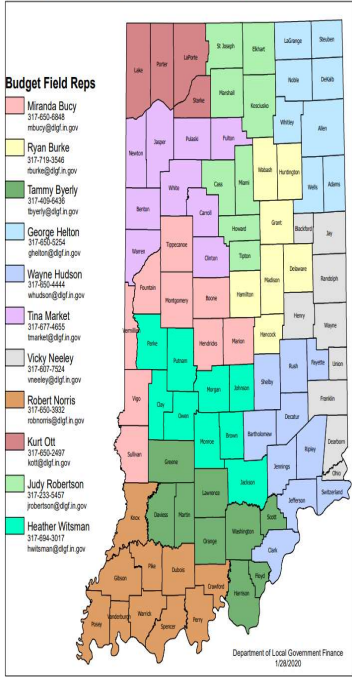 Budget Field Reps
Miranda Bucy
317-650-6848
mbucy@dlgf.in.gov
Ryan Burke
317-719-3546
rburke@dlgf.in.gov
Tammy Byerly
317-409-6436
tbyerly@dlgf.in.gov
George Helton
317-650-5254
ghelton@dlgf.in.gov
Wayne Hudson
317-650-4444
whudson@dlgf.in.gov
Tina Market
317-677-4655
tmarket@dlgf.in.gov
Vicky Neeley
317-607-7524
vneeley@dlgf.in.gov
Robert Norris
317-650-3932
robnorris@dlgf.in.gov
Kurt Ott
317-650-2497
kott@dlgf.in.gov
Judy Robertson
317-233-5457
jrobertson@dlgf.in.gov
Heather Witsman
317-694-3017
hwitsman@dlgf.in.gov
Lake
Porter
LaPorte
St Joseph
Elkhart
LaGrange
Steuben
Noble
DeKalb
Starke
Marshall
Kosciusko
Whitley
Allen
Newton
Jasper
Pulaski
Fulton
Wabash
Huntington
Wells
Adams
Cass
Miami
White
Benton
Carroll
Howard
Grant
Blackford
Jay
Warren
Tippecanoe
Clinton
Tipton
Delaware
Randolph
Fountain
Montgomery
Boone
Hamilton
Madison
Henry
Wayne
Vermillion
Parke
Putnam
Hendricks
Marion
Hancock
Rush
Fayette
Union
Vigo
Clay
Owen
Morgan
Johnson
Shelby
Franklin
Sullivan
Greene
Monroe
Brown
Bartholomew
Decatur
Ripley
Dearborn
Ohio
Jennings
Jackson
Lawrence
Switzerland
Jefferson
Knox
Daviess
Martin
Orange
Washington
Scott
Clark
Floyd
Harrison
Gibson
Pike
Dubois
Crawford
Posey
Vanderburgh
Warrick
Spencer
Perry
Department of Local Government Finance
1/28/2020